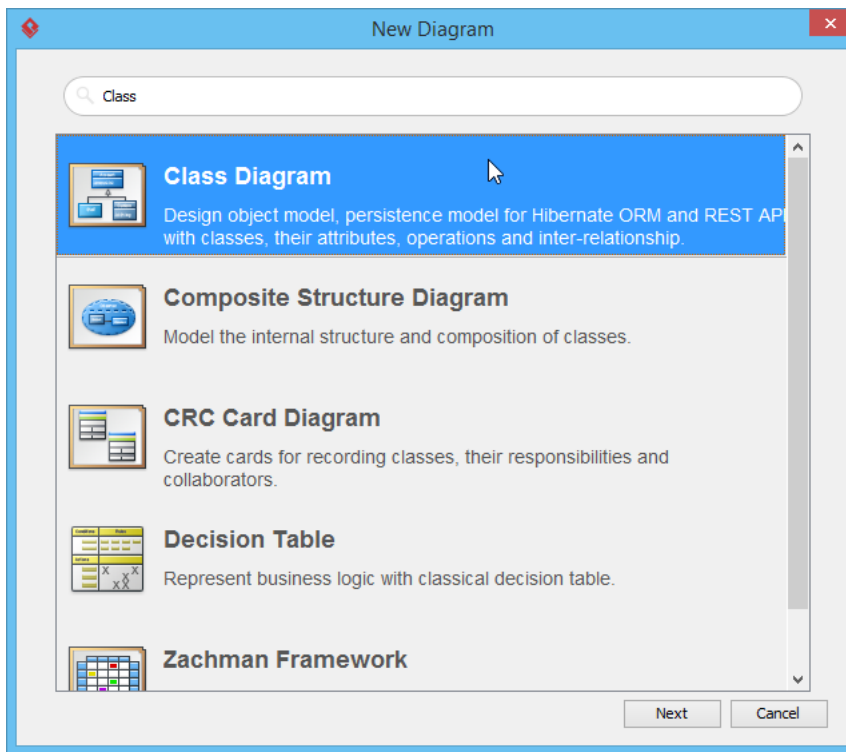 New Diagram
Class
Class Diagram
Design object model, persistence model for Hibernate ORM and REST API
with classes, their attributes, operations and inter-relationship.
Composite Structure Diagram
Model the internal structure and composition of classes.
CRC Card Diagram
Create cards for recording classes, their responsibilities and
collaborators.
Decision Table
Represent business logic with classical decision table.
Zachman Framework
Next
Cancel